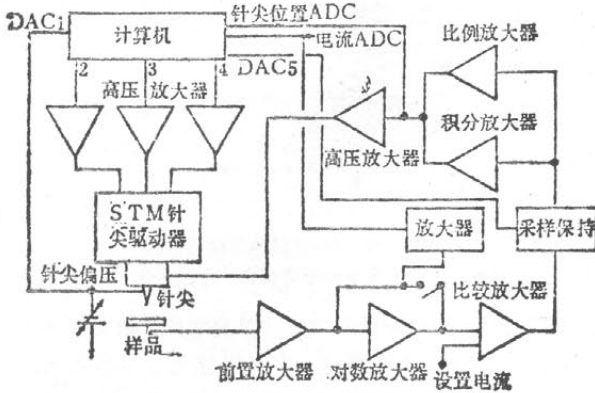 DAC1
针尖位置ADC
计算机
电流ADC
比例放大器
2 3 4 DAC5
高压 放大器
积分放大器
高压放大器
STM针
尖驱动器
放大器
采样保持
针尖偏压
针尖
比较放大器
样品
前置放大器
对数放大器
设置电流